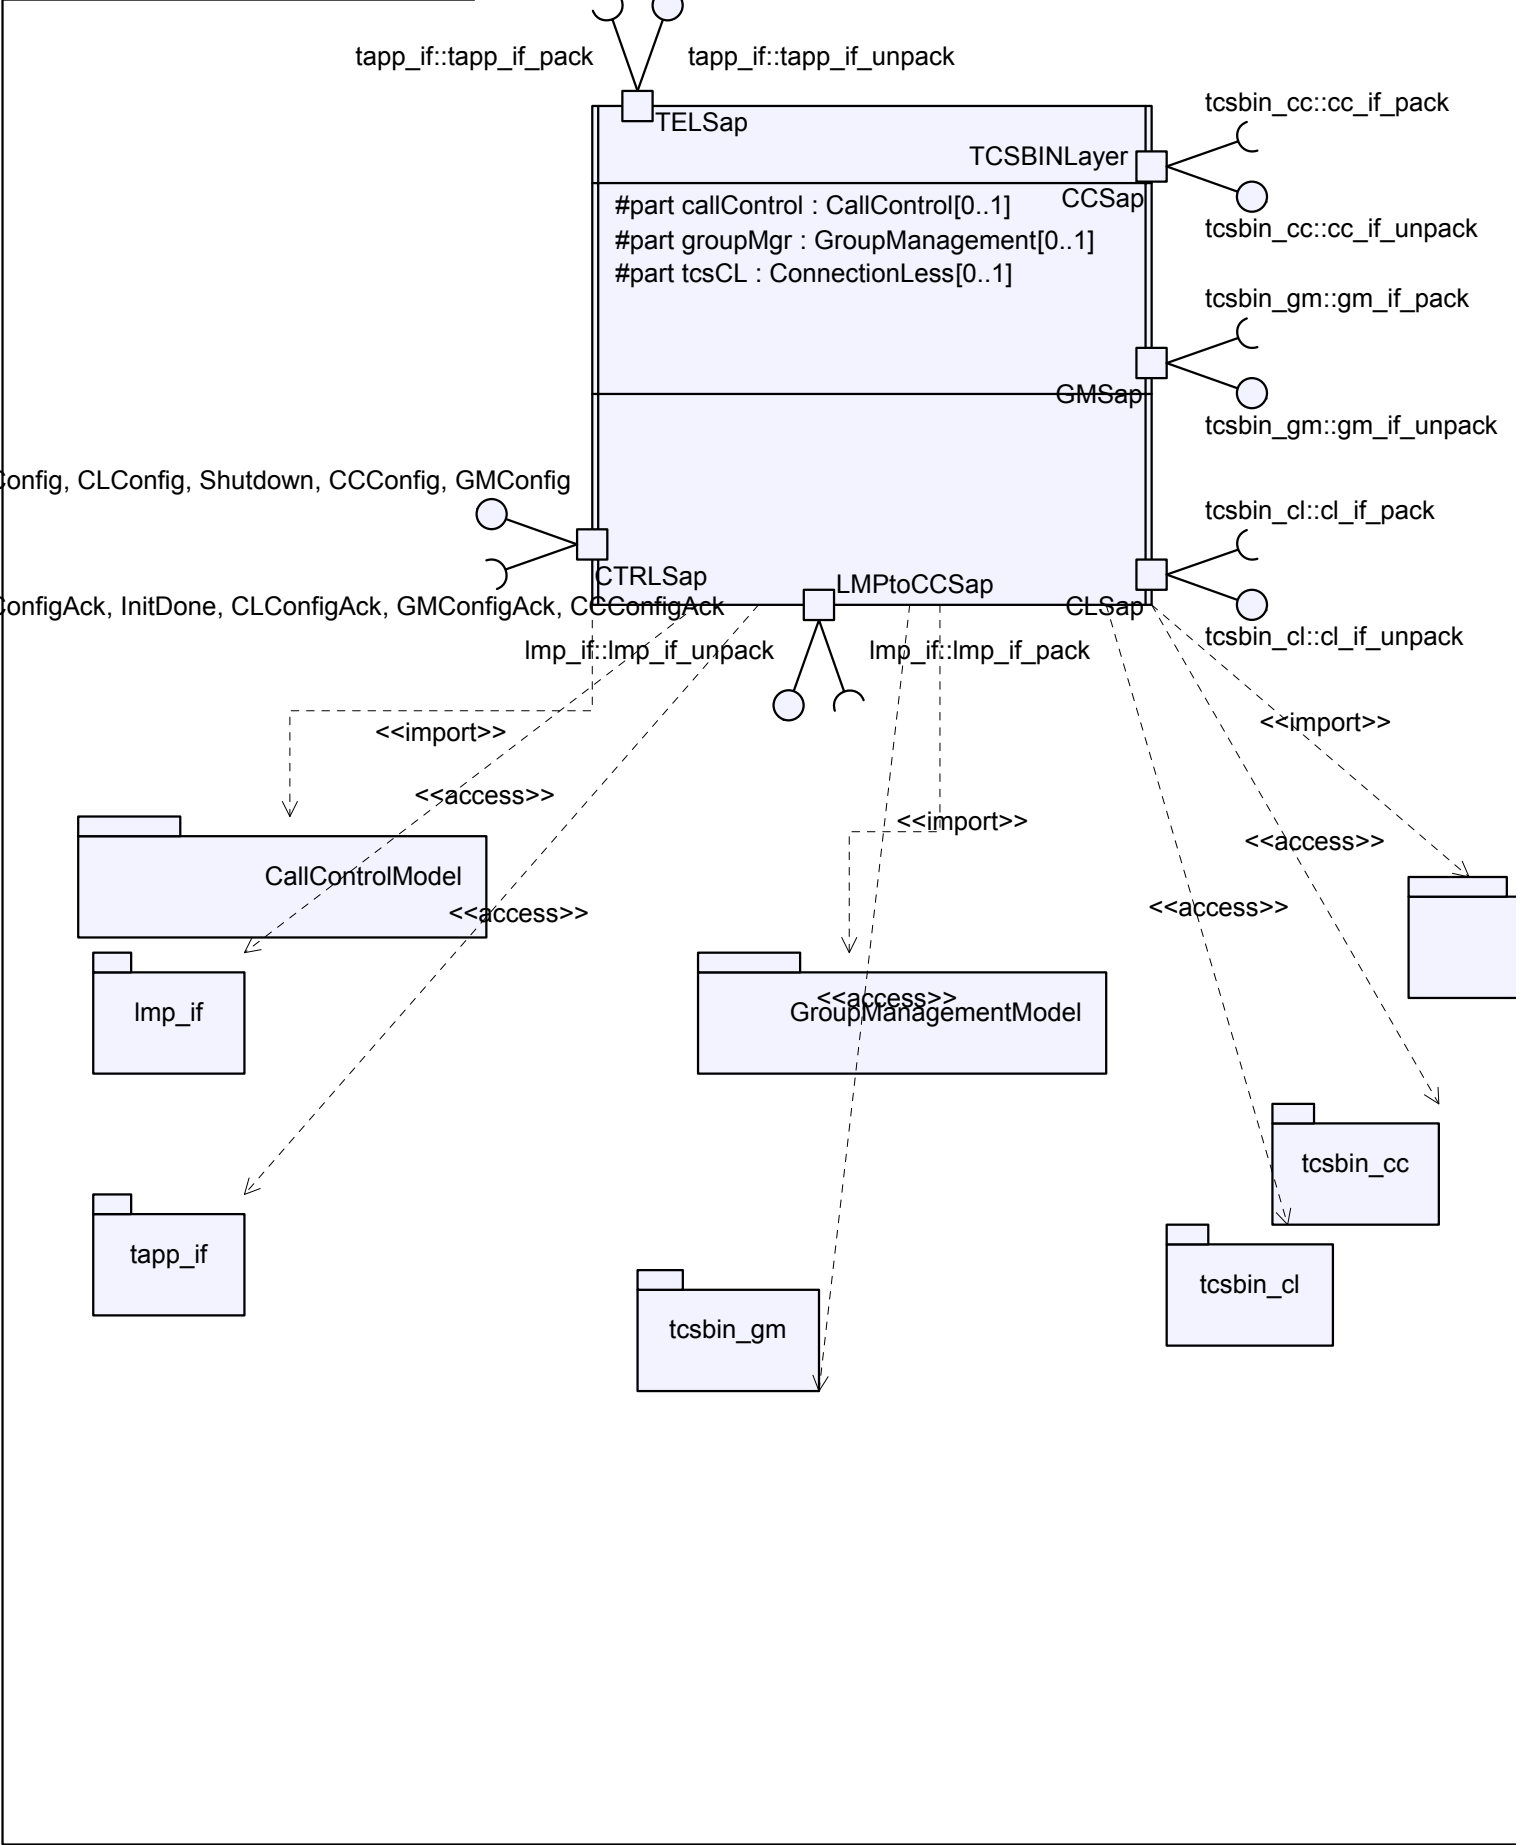 tapp_if::tapp_if_pack
tapp_if::tapp_if_unpack
tcsbin_cc::cc_if_pack
TELSap
TCSBINLayer
CCSap
#part callControl : CallControl[0..1]
tcsbin_cc::cc_if_unpack
#part groupMgr : GroupManagement[0..1]
#part tcsCL : ConnectionLess[0..1]
tcsbin_gm::gm_if_pack
GMSap
tcsbin_gm::gm_if_unpack
Config, CLConfig, Shutdown, CCConfig, GMConfig
tcsbin_cl::cl_if_pack
CTRLSap
LMPtoCCSap
ConfigAck, InitDone, CLConfigAck, GMConfigAck, CCConfigAck
CLSap
tcsbin_cl::cl_if_unpack
lmp_if::lmp_if_unpack
lmp_if::lmp_if_pack
<<import>>
<<import>>
<<access>>
<<import>>
<<access>>
CallControlModel
<<access>>
<<access>>
<<access>>
lmp_if
GroupManagementModel
tcsbin_cc
tapp_if
tcsbin_cl
tcsbin_gm